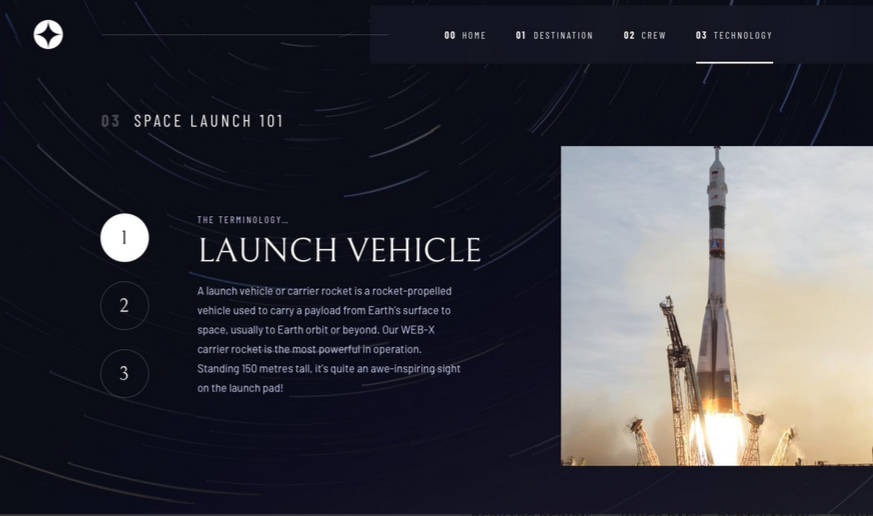 00 HOME
01 DESTINATION
02 CREW
03 TECHNOLOGY
03 SPACE LAUNCH 101
1
2
3
THE TERMINOLOGY...
LAUNCH VEHICLE
A launch vehicle or carrier rocket is a rocket-propelled
vehicle used to carry a payload from Earth's surface to
space, usually to Earth orbit or beyond. Our WEB-X
carrier rocket is the most powerful in operation.
Standing 150 metres tall, it's quite an awe-inspiring sight
on the launch pad!